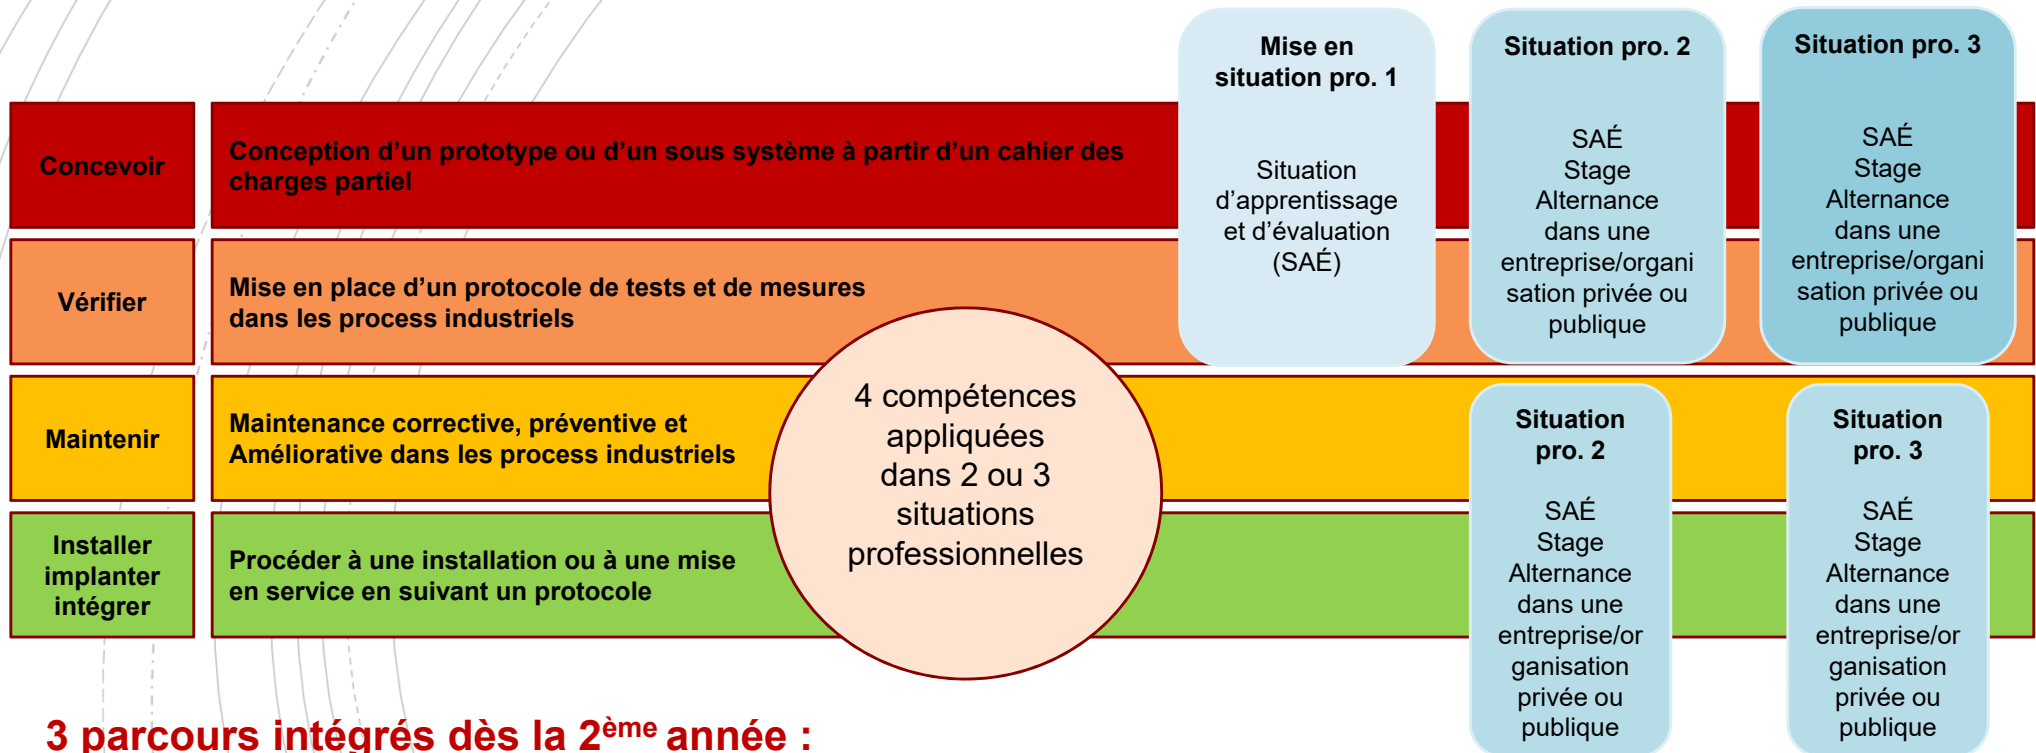 Concevoir
Conception d’un prototype ou d’un sous système à partir d’un cahier des
charges partiel
Vérifier
Mise en place d’un protocole de tests et de mesures
dans les process industriels
Maintenir
Maintenance corrective, préventive et
Améliorative dans les process industriels
Installer
implanter
intégrer
Procéder à une installation ou à une mise
en service en suivant un protocole
4 compétences
appliquées
dans 2 ou 3
situations
professionnelles
Mise en
situation pro. 1
Situation
d’apprentissage
et d’évaluation
(SAÉ)
Situation pro. 2
SAÉ
Stage
Alternance
dans une
entreprise/organi
sation privée ou
publique
Situation pro. 3
SAÉ
Stage
Alternance
dans une
entreprise/organi
sation privée ou
publique
Situation
pro. 2
SAÉ
Stage
Alternance
dans une
entreprise/or
ganisation
privée ou
publique
Situation
pro. 3
SAÉ
Stage
Alternance
dans une
entreprise/or
ganisation
privée ou
publique
3 parcours intégrés dès la 2ème année :